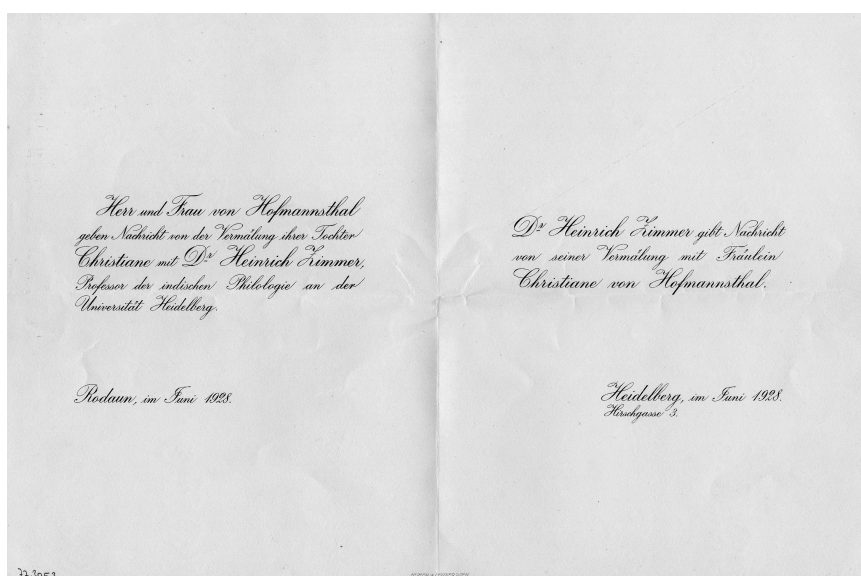 Herr und Frau von Hofmannsthal
geben Nachricht von der Vermälung ihrer Tochter
Christiane mit Dr Heinrich Zimmer,
Professor der indischen Philologie an der
Universität Heidelberg.
Rodaun, im Juni 1928.
Dr Heinrich Zimmer gibt Nachricht
von seiner Vermälung mit Fräulein
Christiane von Hofmannsthal.
Heidelberg, im Juni 1928.
Hirschgasse 3.